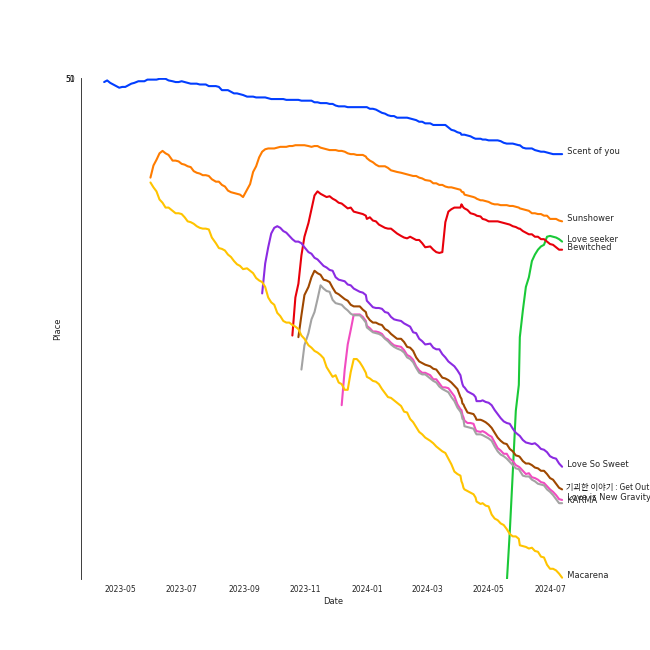 Scent of you
Sunshower
Love seeker
Bewitched
Love So Sweet
기괴한 이야기 : Get Out
Love is New Gravity
KARMA
Macarena
Place
2023-05
2023-07
2023-09
2023-11
2024-01
2024-03
2024-05
2024-07
Date